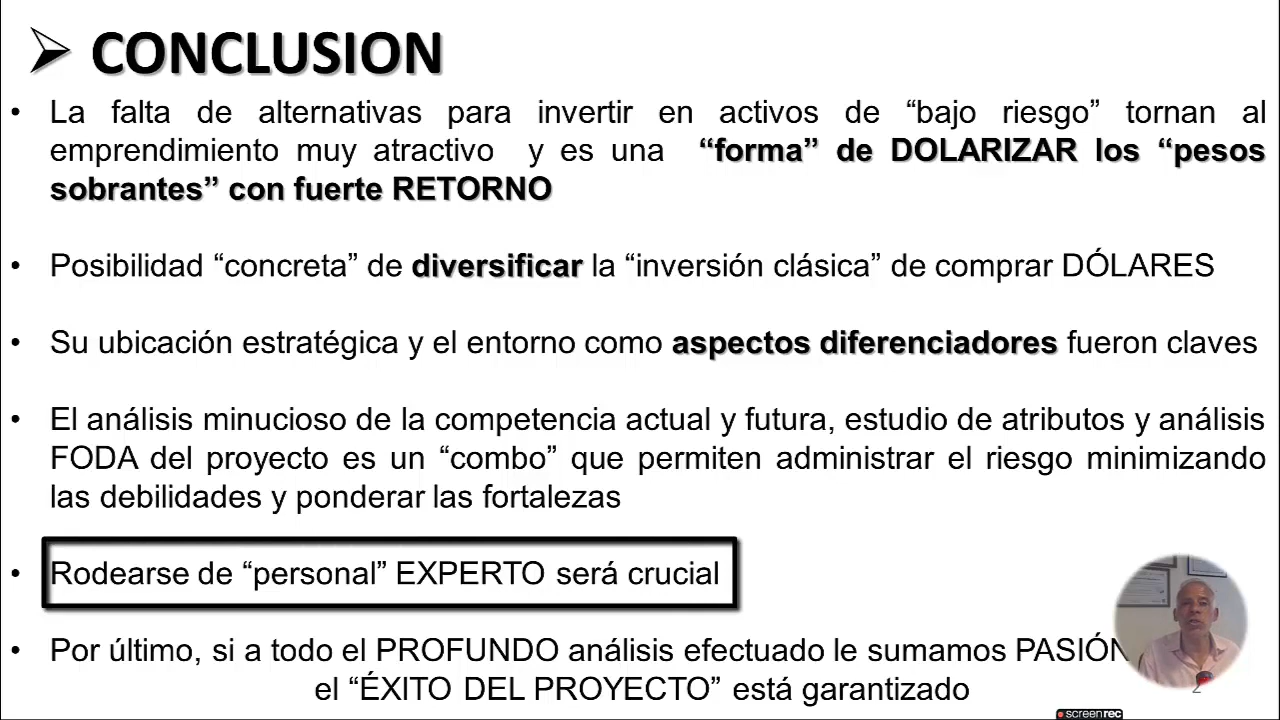 CONCLUSION
• La falta de alternativas para invertir en activos de “bajo riesgo” tornan al
emprendimiento muy atractivo y es una “forma” de DOLARIZAR los “pesos
sobrantes” con fuerte RETORNO
• Posibilidad “concreta” de diversificar la “inversión clásica” de comprar DÓLARES
• Su ubicación estratégica y el entorno como aspectos diferenciadores fueron claves
• El análisis minucioso de la competencia actual y futura, estudio de atributos y análisis
FODA del proyecto es un “combo” que permiten administrar el riesgo minimizando
las debilidades y ponderar las fortalezas
• Rodearse de “personal” EXPERTO será crucial
• Por último, si a todo el PROFUNDO análisis efectuado le sumamos PASIÓN
el “ÉXITO DEL PROYECTO” está garantizado
2
screenrec